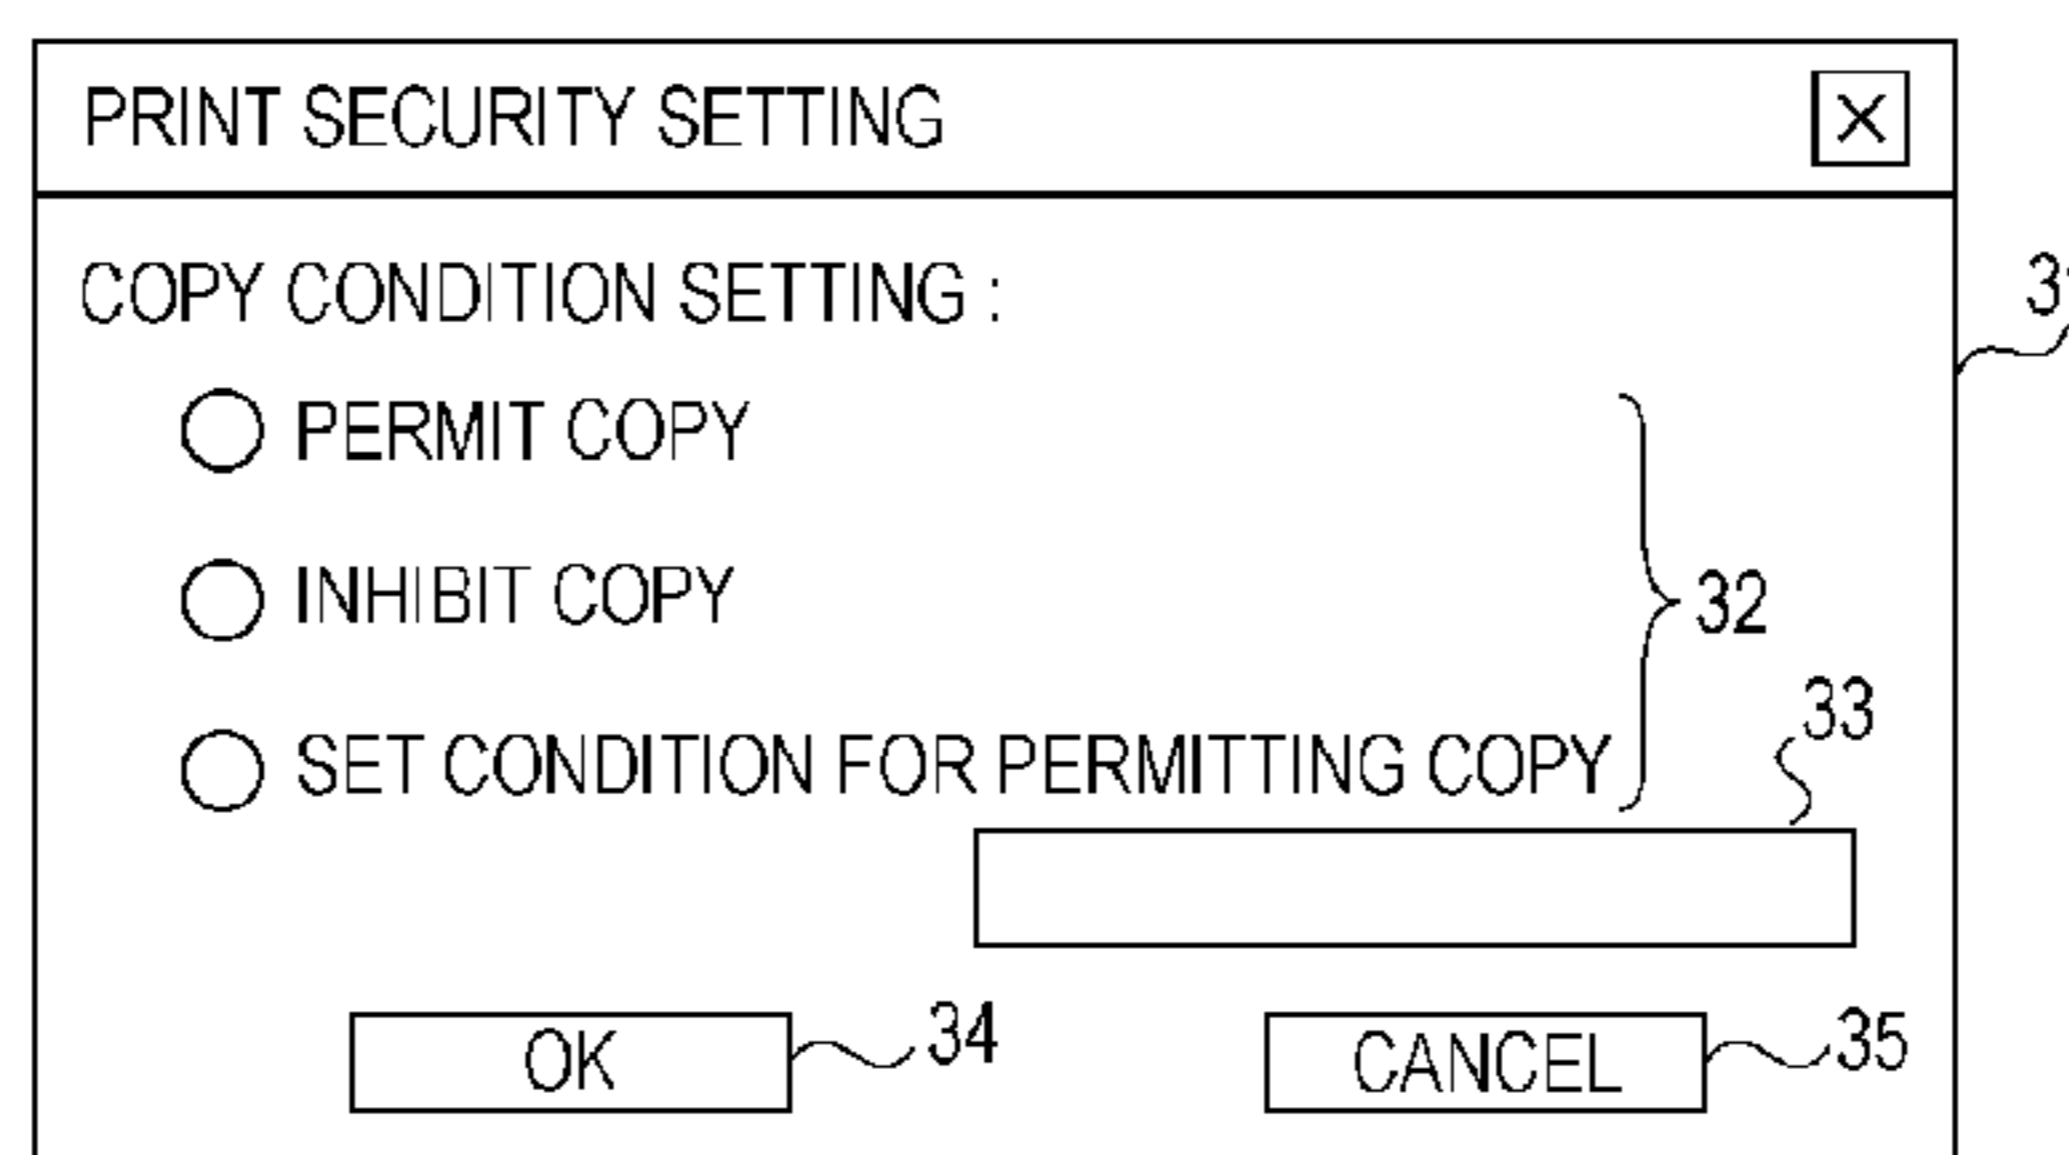 PRINT SECURITY SETTING X
COPY CONDITION SETTING :
PERMIT COPY
INHIBIT COPY
32
33
SET CONDITION FOR PERMITTING COPY
OK 34
CANCEL 35